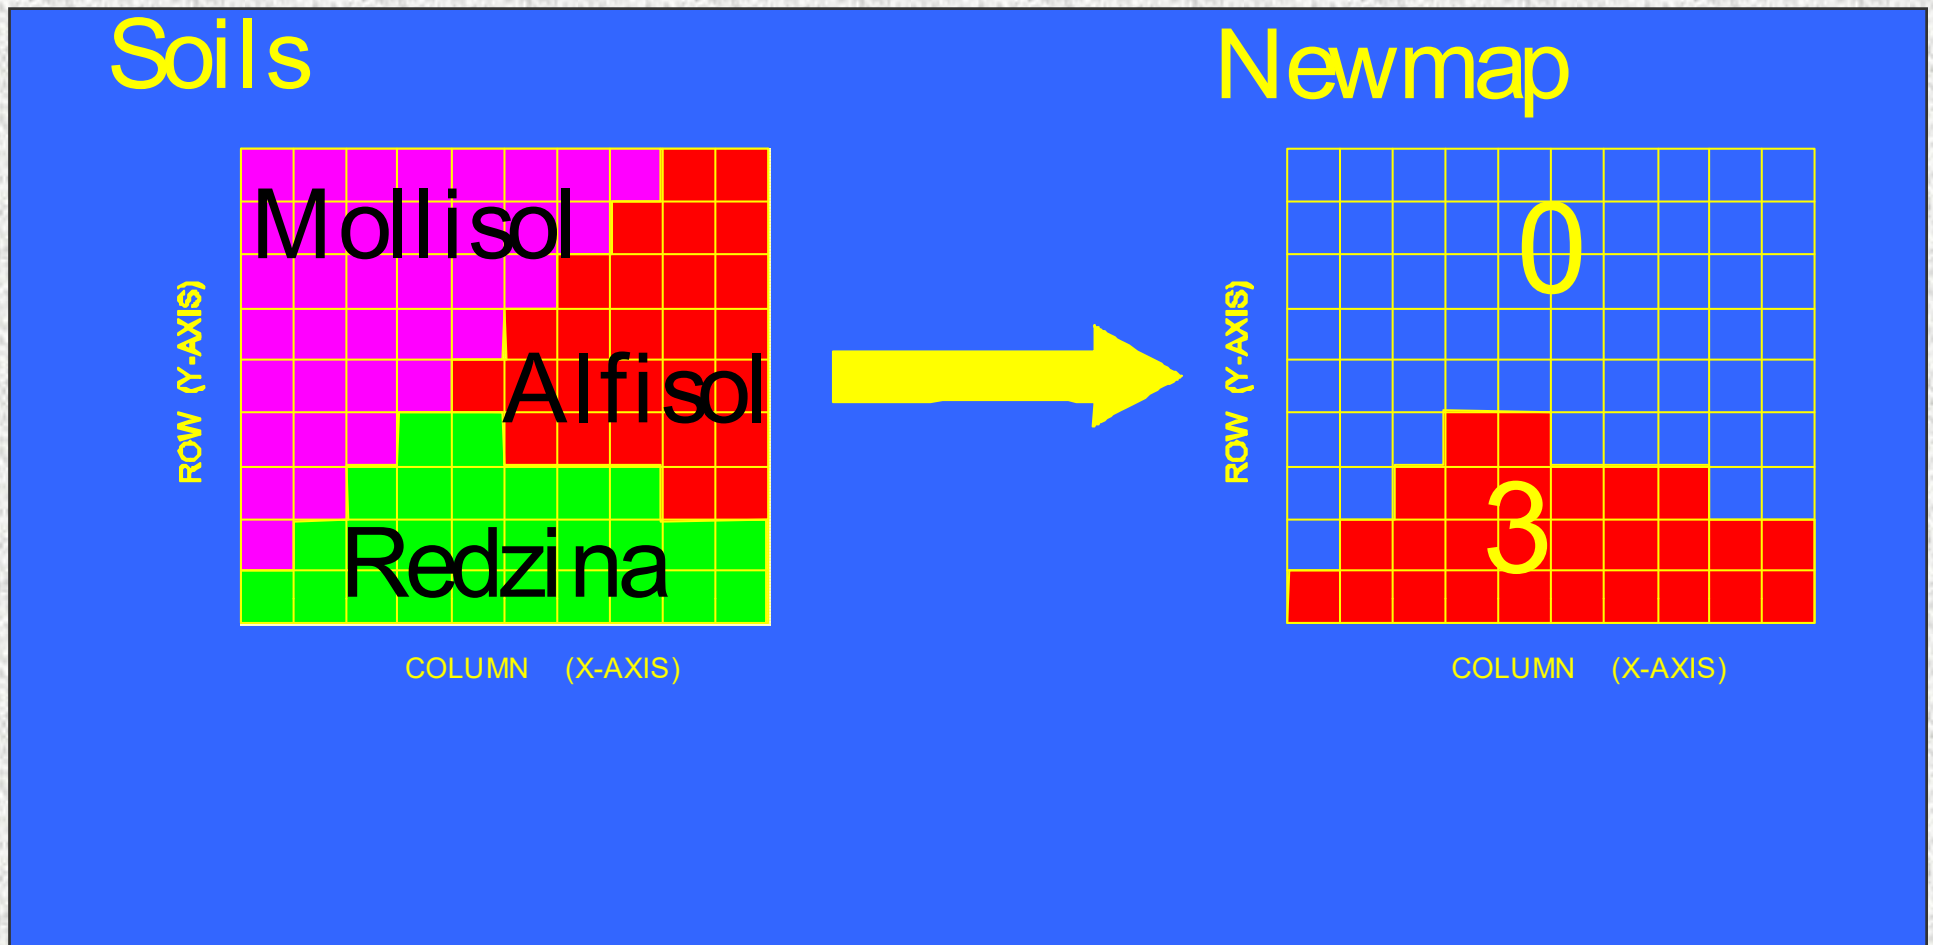 Soils
Newmap
Mollisol
Alfisol
Redzina
ROW (Y-AXIS)
COLUMN (X-AXIS)
0
3
ROW (Y-AXIS)
COLUMN (X-AXIS)